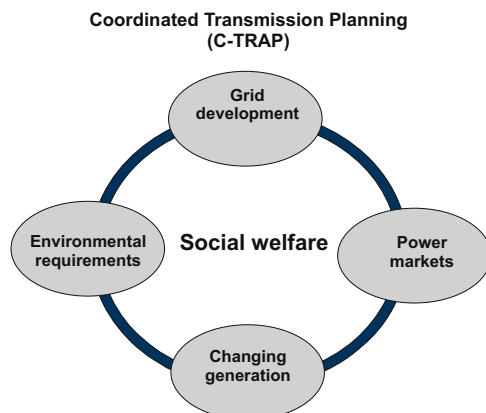 Coordinated Transmission Planning
(C-TRAP)
Grid
development
Environmental
requirements
Social welfare
Power
markets
Changing
generation